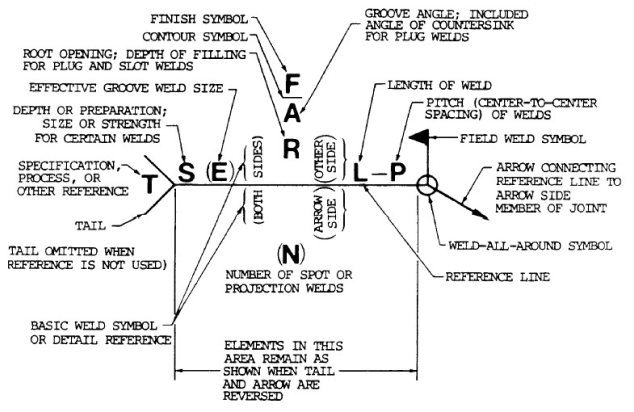 FINISH SYMBOL
CONTOUR SYMBOL
ROOT OPENING; DEPTH OF FILLING
FOR PLUG AND SLOT WELDS
EFFECTIVE GROOVE WELD SIZE
DEPTH OR PREPARATION;
SIZE OR STRENGTH
FOR CERTAIN WELDS
SPECIFICATION,
PROCESS, OR
OTHER REFERENCE
TAIL
TAIL OMITTED WHEN
REFERENCE IS NOT USED)
BASIC WELD SYMBOL
OR DETAIL REFERENCE
T
S
(E)
F
A
R
(BOTH SIDES)
(ARROW SIDE)
(OTHER SIDE)
L-P
(N)
NUMBER OF SPOT OR
PROJECTION WELDS
ELEMENTS IN THIS
AREA REMAIN AS
SHOWN WHEN TAIL
AND ARROW ARE
REVERSED
GROOVE ANGLE; INCLUDED
ANGLE OF COUNTERSINK
FOR PLUG WELDS
LENGTH OF WELD
PITCH (CENTER-TO-CENTER
SPACING) OF WELDS
FIELD WELD SYMBOL
ARROW CONNECTING
REFERENCE LINE TO
ARROW SIDE
MEMBER OF JOINT
WELD-ALL-AROUND SYMBOL
REFERENCE LINE